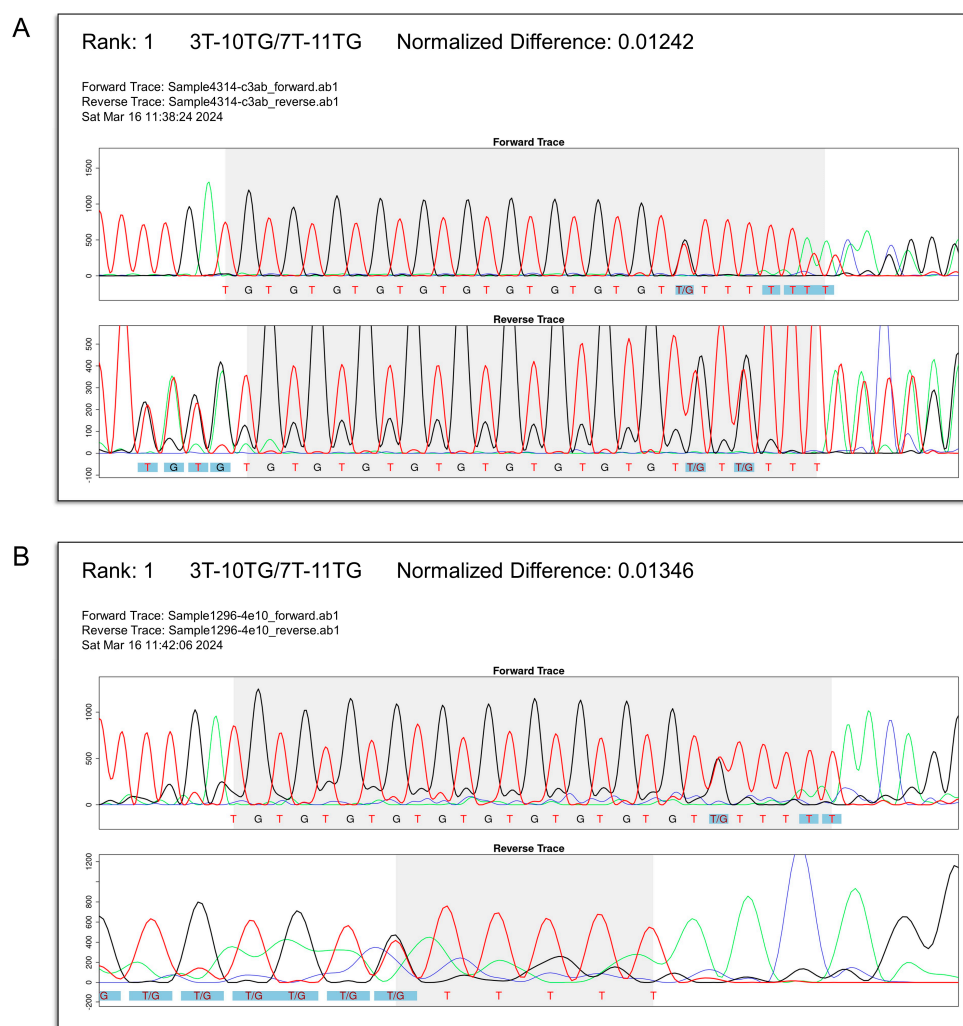 A
Rank: 1 3T-10TG/7T-11TG Normalized Difference: 0.01242
Forward Trace: Sample4314-c3ab_forward.ab1
Reverse Trace: Sample4314-c3ab_reverse.ab1
Sat Mar 16 11:38:24 2024
Forward Trace
1500
1000
500
0
T G T G T G T G T G T G T G T G T G T G T T/G T T T T T T T
Reverse Trace
500
400
300
200
100
0
-100
T G T G T G T G T G T G T G T G T G T G T G T T/G T T/G T T T
B
Rank: 1 3T-10TG/7T-11TG Normalized Difference: 0.01346
Forward Trace: Sample1296-4e10_forward.ab1
Reverse Trace: Sample1296-4e10_reverse.ab1
Sat Mar 16 11:42:06 2024
Forward Trace
1000
500
0
T G T G T G T G T G T G T G T G T G T G T T/G T T T T T
Reverse Trace
1200
800
600
400
200
0
-200
G T/G T/G T/G T/G T/G T/G T T T T T